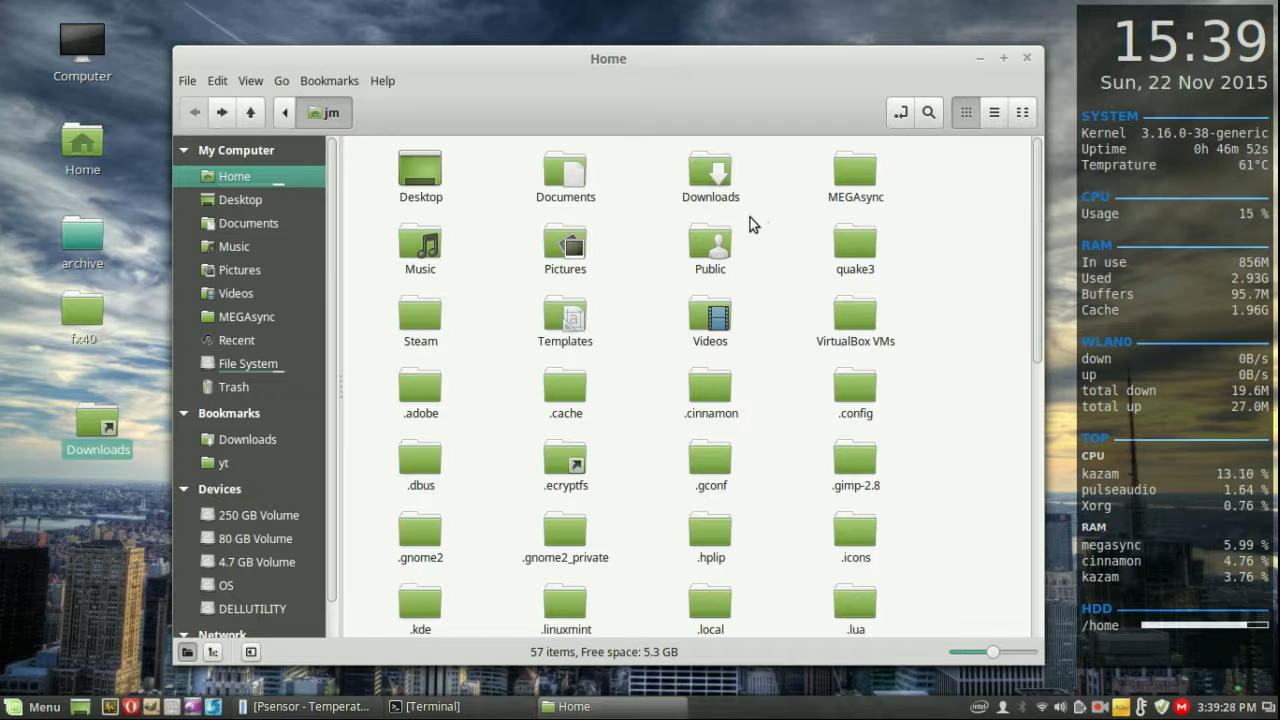 Computer
Home
archive
fx40
Downloads
Home
File Edit View Go Bookmarks Help
jm
My Computer
Home
Desktop
Documents
Music
Pictures
Videos
MEGAsync
Recent
File System
Trash
Bookmarks
Downloads
yt
Devices
250 GB Volume
80 GB Volume
4.7 GB Volume
OS
DELLUTILITY
Network
Desktop Documents Downloads MEGAsync
Music Pictures Public quake3
Steam Templates Videos VirtualBox VMs
.adobe .cache .cinnamon .config
.dbus .ecryptfs .gconf .gimp-2.8
.gnome2 .gnome2_private .hplip .icons
.kde .linuxmint .local .lua
57 items, Free space: 5.3 GB
15:39
Sun, 22 Nov 2015
SYSTEM
Kernel 3.16.0-38-generic
Uptime 0h 46m 52s
Temprature 61°C
CPU
Usage 15 %
RAM
In use 856M
Used 2.93G
Buffers 95.7M
Cache 1.96G
WLAN0
down 0B/s
up 0B/s
total down 19.6M
total up 27.0M
TOP
CPU
kazam 13.10 %
pulseaudio 1.64 %
Xorg 0.76 %
RAM
megasync 5.99 %
cinnamon 4.76 %
kazam 3.76 %
HDD
/home
Menu [Psensor - Temperat... [Terminal] Home 3:39:28 PM